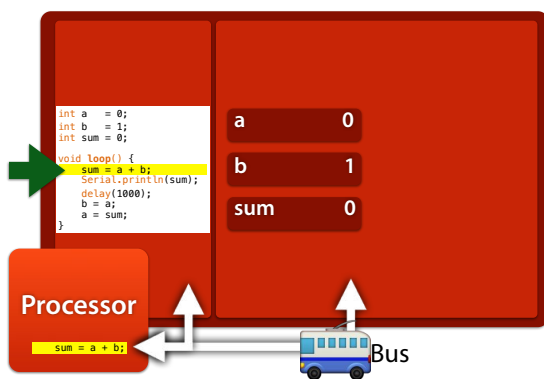 int a   = 0;
int b   = 1;
int sum = 0;
void loop() {
    sum = a + b;
    Serial.println(sum);
    delay(1000);
    b = a;
    a = sum;
}
a 0
b 1
sum 0
Processor
sum = a + b;
Bus